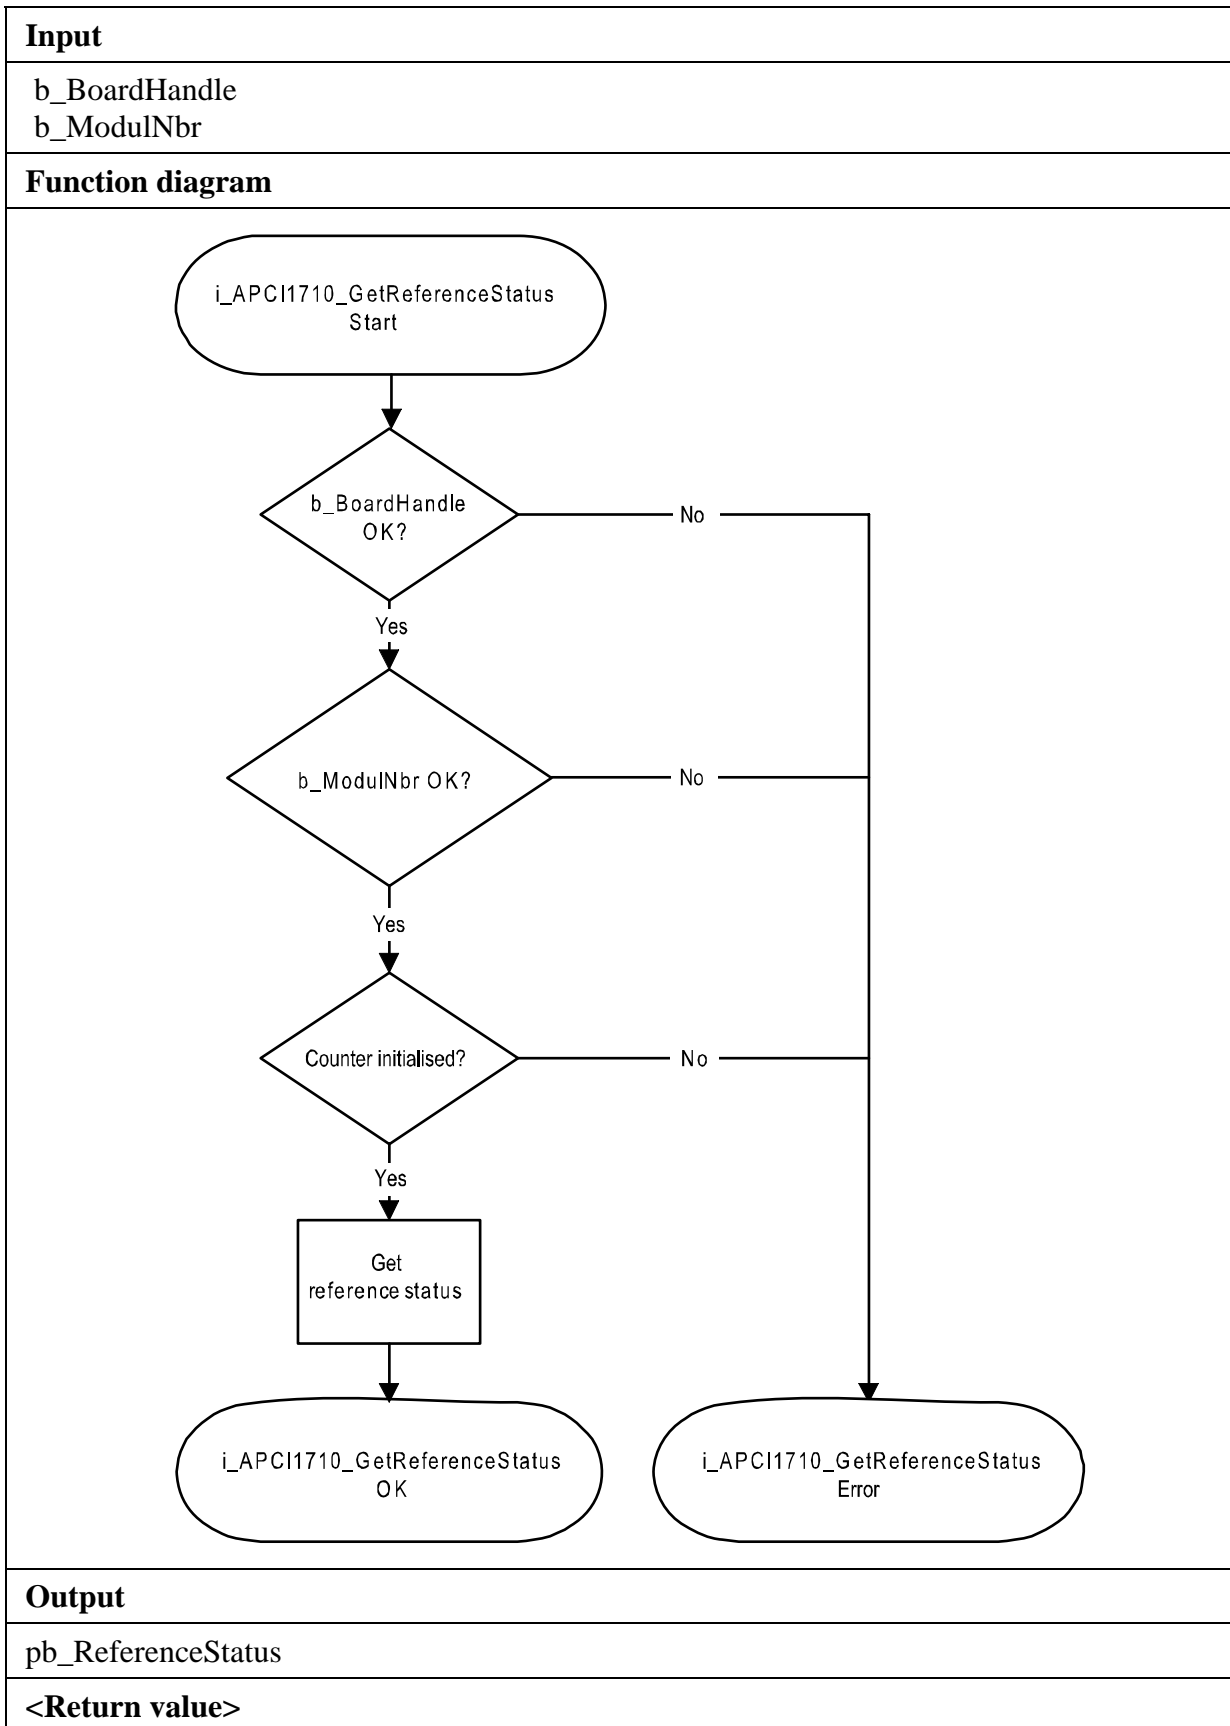 Input
b_BoardHandle
b_ModulNbr
Function diagram
i_APCI1710_GetReferenceStatus
Start
b_BoardHandle
OK?
No
Yes
b_ModulNbr OK?
No
Yes
Counter initialised?
No
Yes
Get
reference status
i_APCI1710_GetReferenceStatus
OK
i_APCI1710_GetReferenceStatus
Error
Output
pb_ReferenceStatus
<Return value>